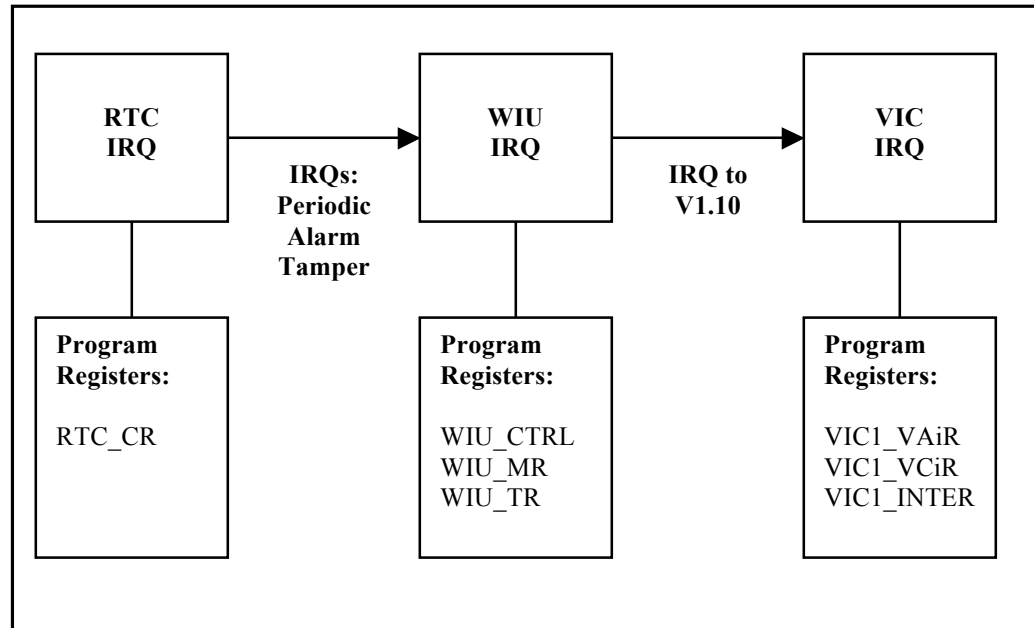 RTC
IRQ
IRQs:
Periodic
Alarm
Tamper
WIU
IRQ
IRQ to
V1.10
VIC
IRQ
Program
Registers:
RTC_CR
Program
Registers:
WIU_CTRL
WIU_MR
WIU_TR
Program
Registers:
VIC1_VAiR
VIC1_VCiR
VIC1_INTER